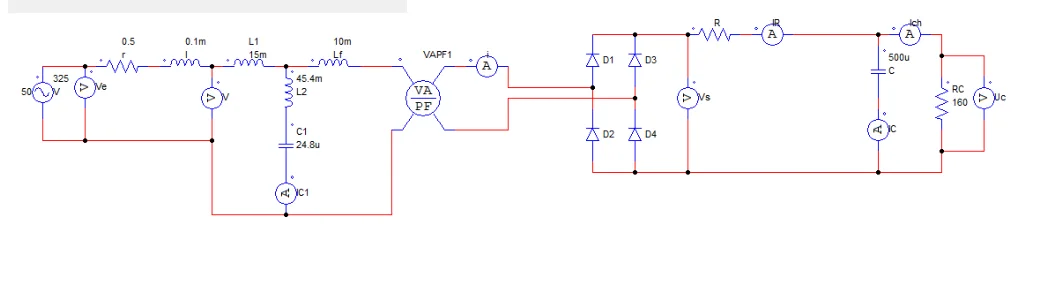 0.5 0.1m L1 10m VAPF1 i R IR Ich
r l 15m Lf A A A
325 45.4m D1 D3 500u
50 V V Ve V V L2 VA V Vs C RC V Uc
PF 160
C1 D2 D4 A IC
24.8u
A IC1